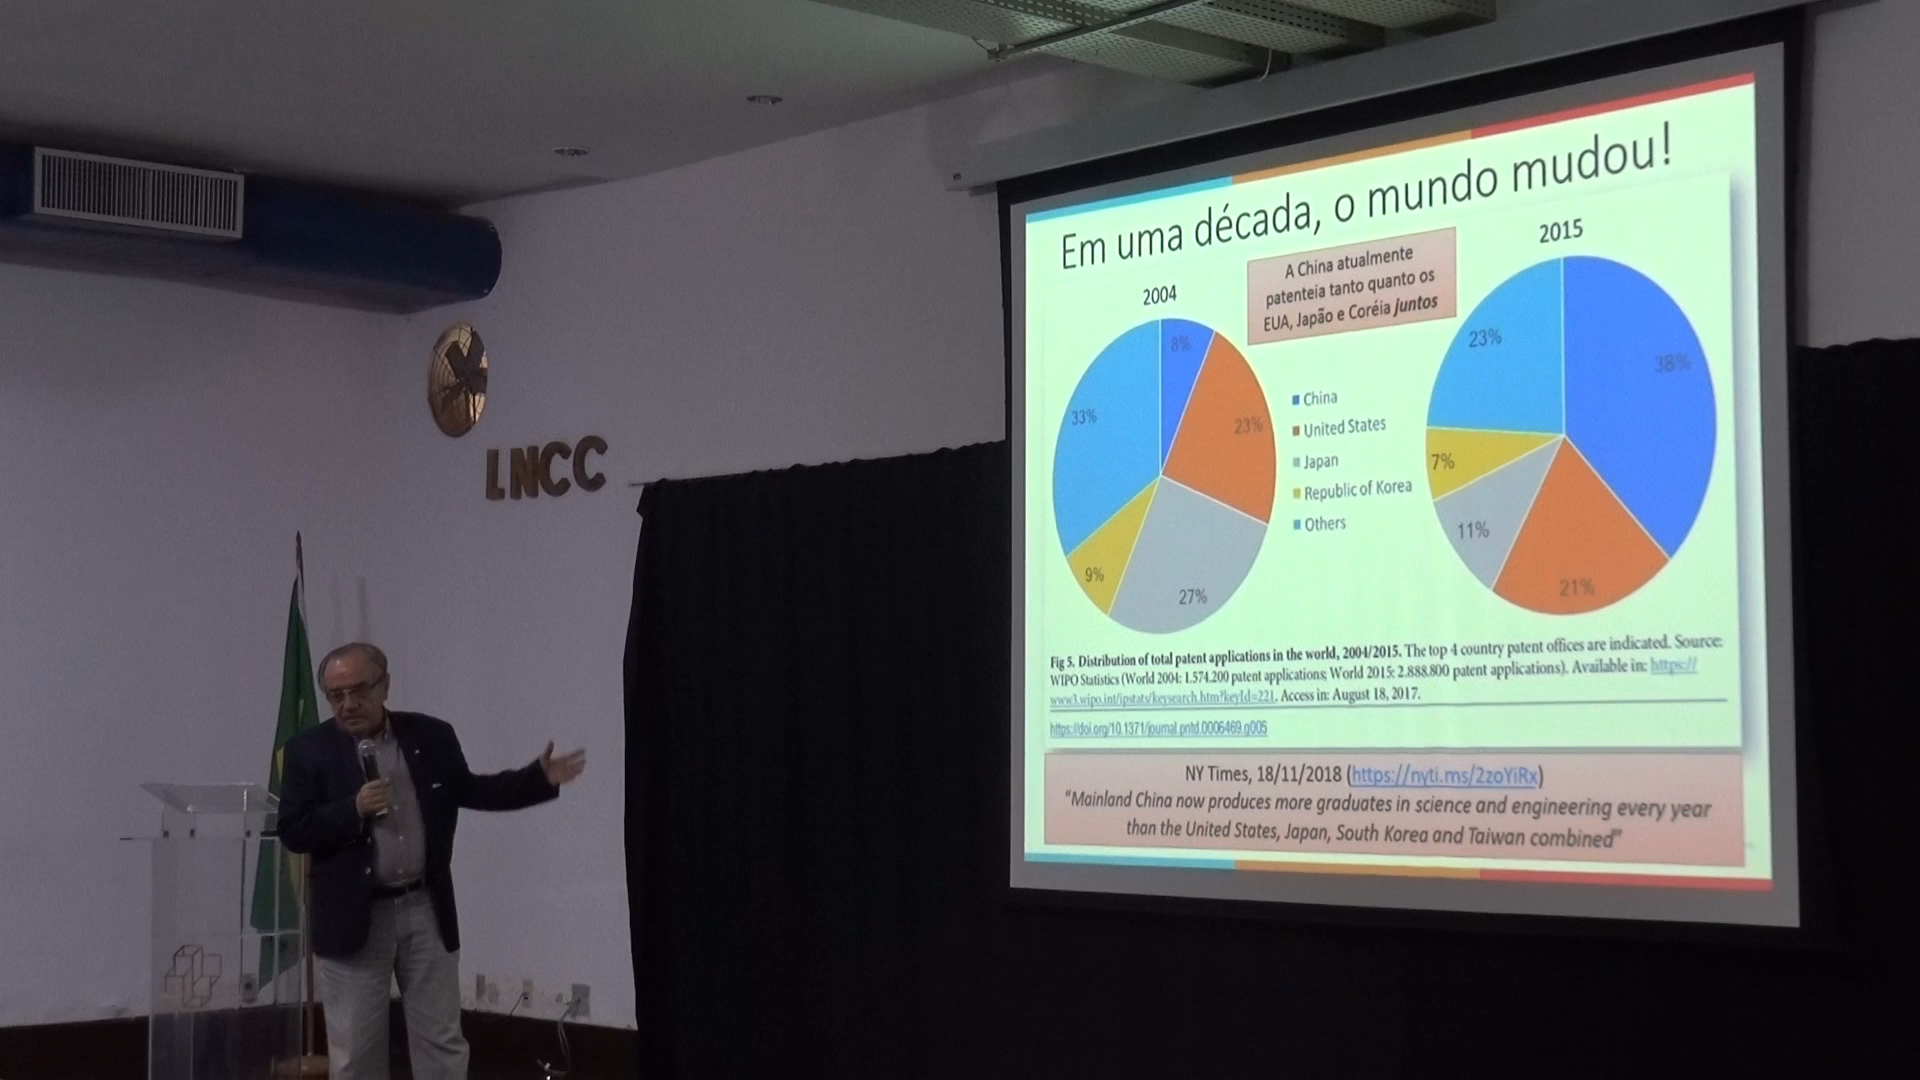 LNCC
Em uma década, o mundo mudou!
A China atualmente
patenteia tanto quanto os
EUA, Japão e Coréia juntos
2004
8%
23%
27%
9%
33%
China
United States
Japan
Republic of Korea
Others
2015
38%
21%
11%
7%
23%
Fig 5. Distribution of total patent applications in the world, 2004/2015. The top 4 country patent offices are indicated. Source:
WIPO Statistics (World 2004: 1.574.200 patent applications; World 2015: 2.888.800 patent applications). Available in: https://
www3.wipo.int/ipstats/keysearch.htm?keyId=221. Access in: August 18, 2017.
https://doi.org/10.1371/journal.pntd.0006469.g005
NY Times, 18/11/2018 (https://nyti.ms/2zoYiRx)
“Mainland China now produces more graduates in science and engineering every year
than the United States, Japan, South Korea and Taiwan combined”